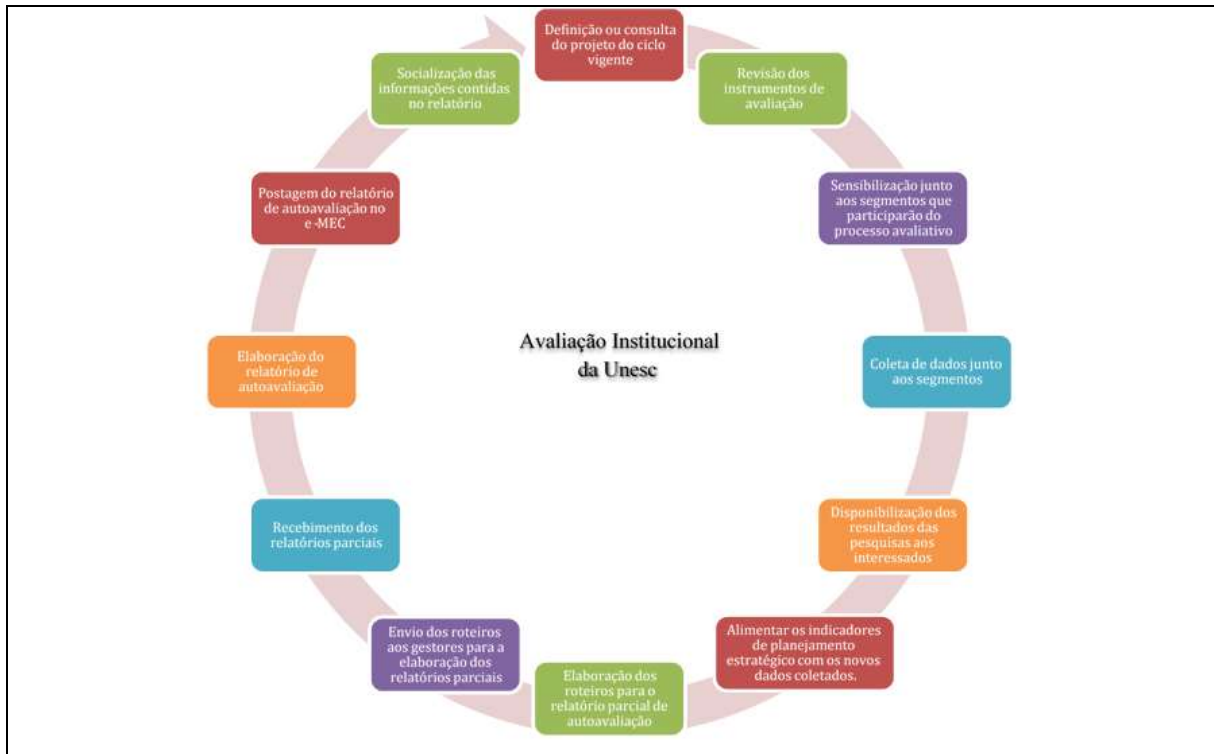 Definição ou consulta
do projeto do ciclo
vigente
Revisão dos
instrumentos de
avaliação
Sensibilização junto
aos segmentos que
participarão do
processo avaliativo
Coleta de dados junto
aos segmentos
Disponibilização dos
resultados das
pesquisas aos
interessados
Alimentar os indicadores
de planejamento
estratégico com os novos
dados coletados.
Elaboração dos
roteiros para o
relatório parcial de
autoavaliação
Envio dos roteiros
aos gestores para a
elaboração dos
relatórios parciais
Recebimento dos
relatórios parciais
Elaboração do
relatório de
autoavaliação
Postagem do relatório
de autoavaliação no
e -MEC
Socialização das
informações contidas
no relatório
Avaliação Institucional
da Unesc